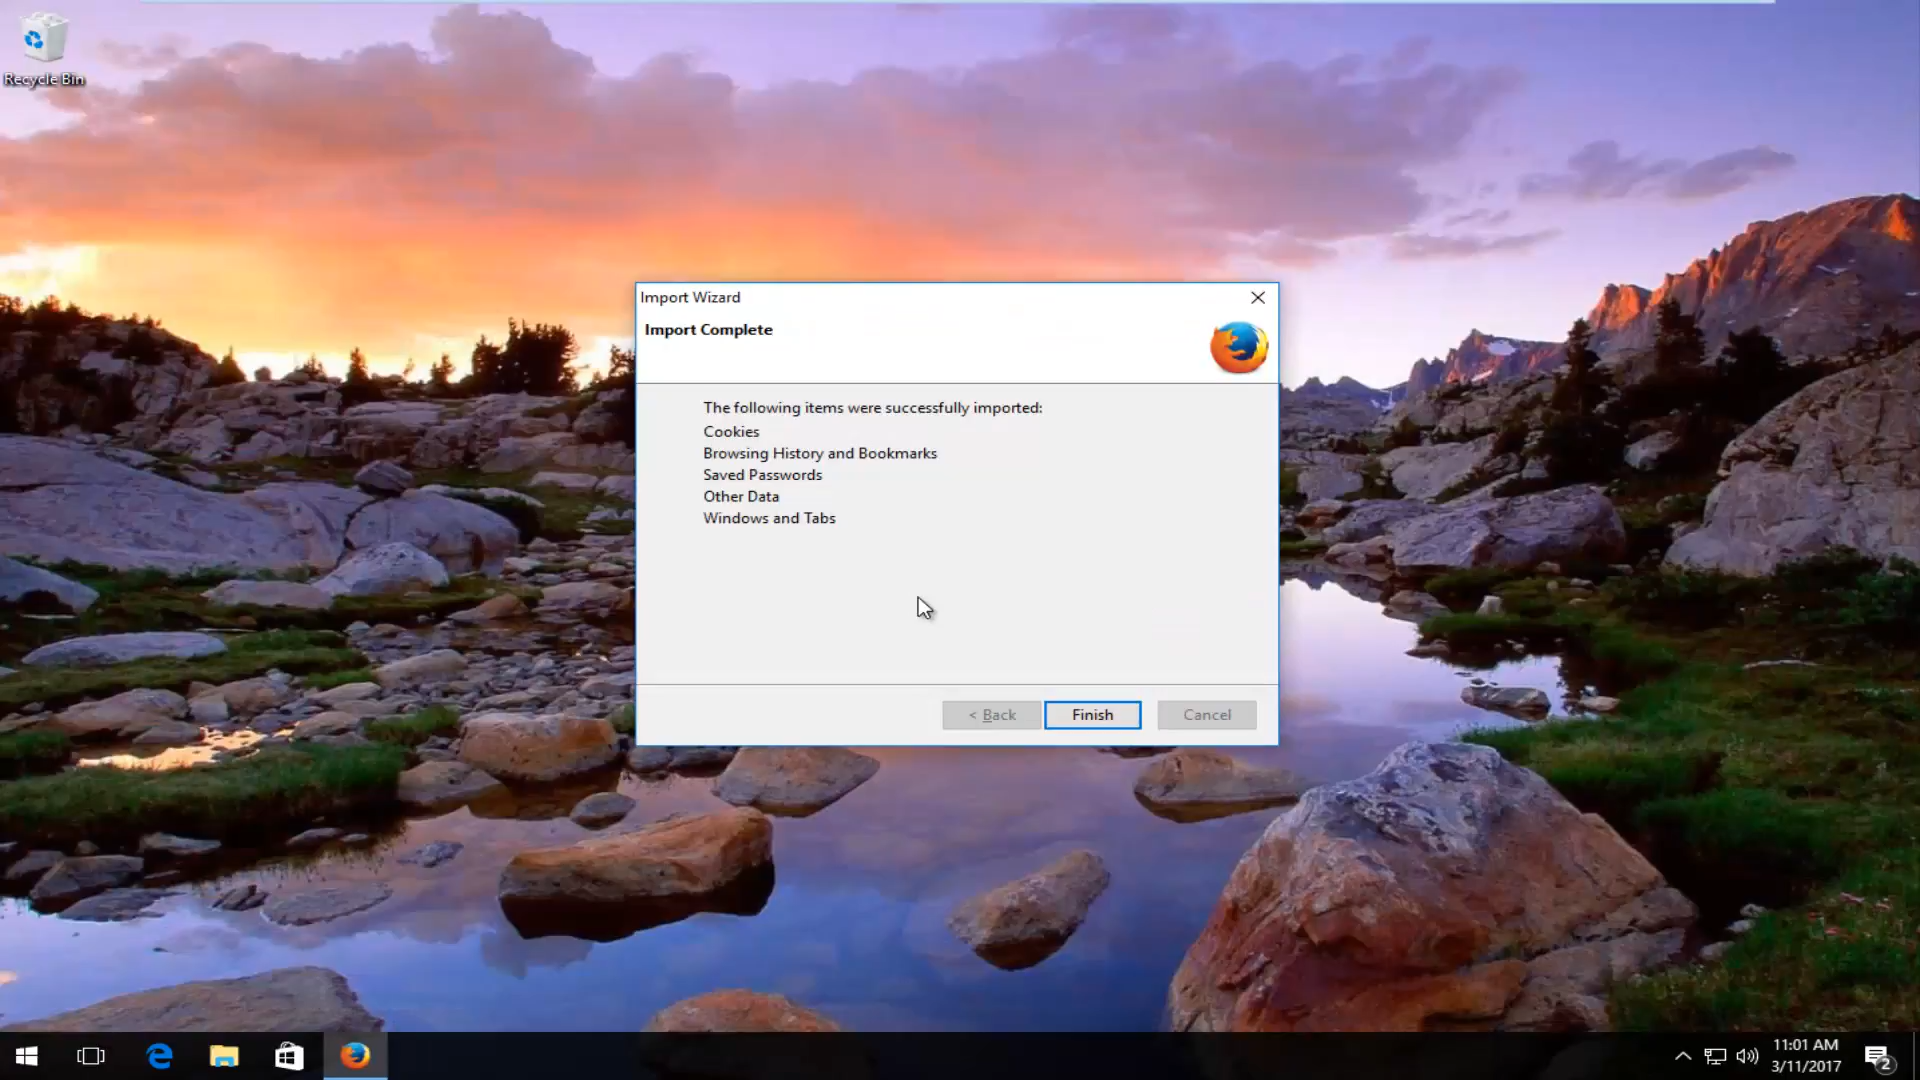 Recycle Bin
Import Wizard
Import Complete
The following items were successfully imported:
Cookies
Browsing History and Bookmarks
Saved Passwords
Other Data
Windows and Tabs
< Back
Finish
Cancel
11:01 AM
3/11/2017
2